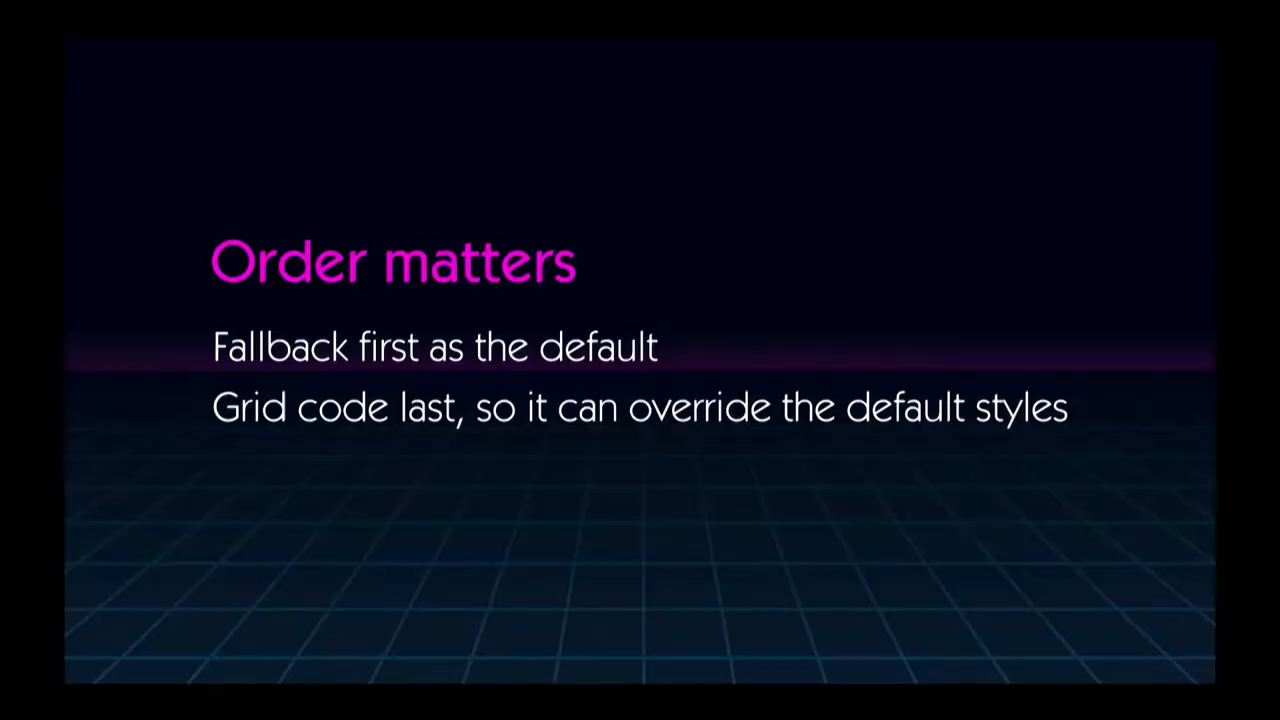 Order matters
Fallback first as the default
Grid code last, so it can override the default styles